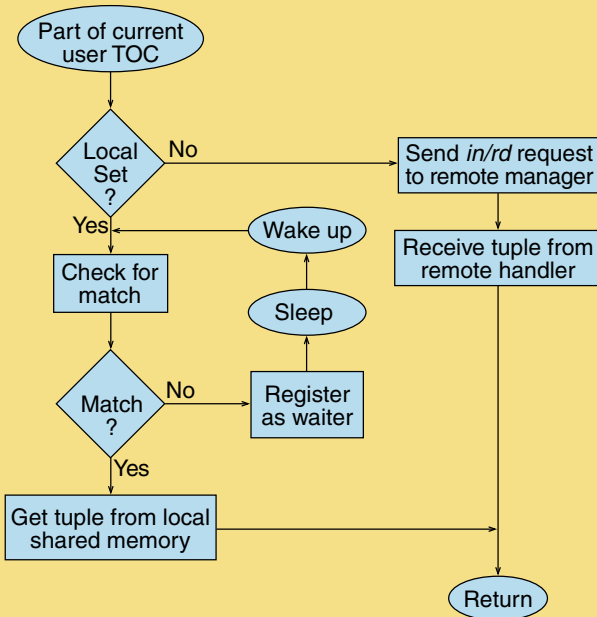 Part of current
user TOC
Local
Set
?
No
Yes
Send in/rd request
to remote manager
Receive tuple from
remote handler
Wake up
Check for
match
Sleep
Match
?
No
Register
as waiter
Yes
Get tuple from local
shared memory
Return